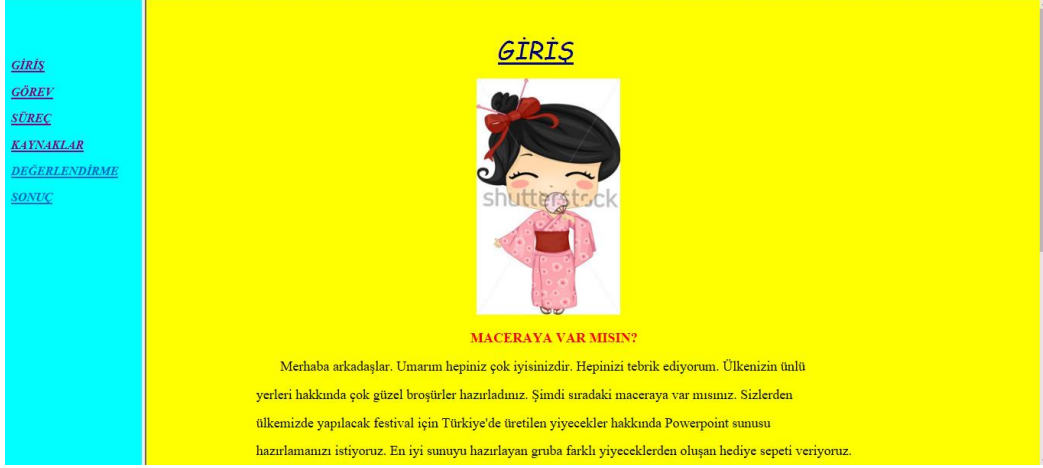 GİRİŞ
GÖREV
SÜREÇ
KAYNAKLAR
DEĞERLENDİRME
SONUÇ
GİRİŞ
shutterstock
MACERAYA VAR MISIN?
Merhaba arkadaşlar. Umarım hepiniz çok iyisinizdir. Hepinizi tebrik ediyorum. Ülkenizin ünlü
yerleri hakkında çok güzel broşürler hazırladınız. Şimdi sıradaki maceraya var mısınız. Sizlerden
ülkemizde yapılacak festival için Türkiye'de üretilen yiyecekler hakkında Powerpoint sunusu
hazırlamanızı istiyoruz. En iyi sunuyu hazırlayan gruba farklı yiyeceklerden oluşan hediye sepeti veriyoruz.